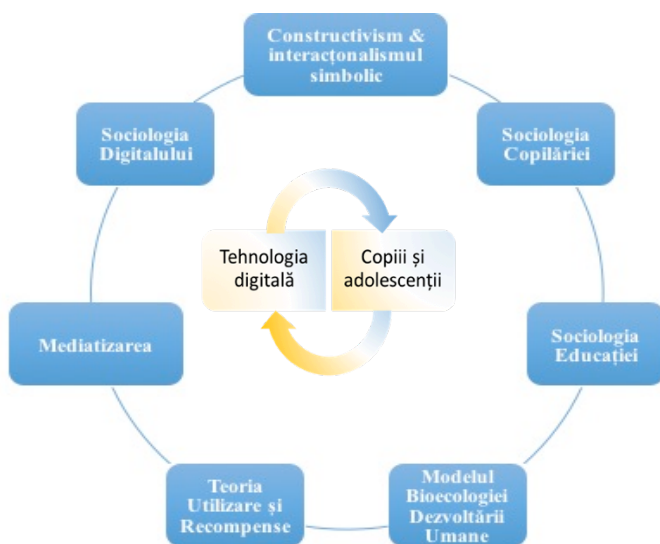 Constructivism &
interacțonalismul
simbolic
Sociologia
Digitalului
Sociologia
Copilăriei
Tehnologia
digitală
Copiii și
adolescenții
Mediatizarea
Sociologia
Educației
Teoria
Utilizare și
Recompense
Modelul
Bioecologiei
Dezvoltării
Umane